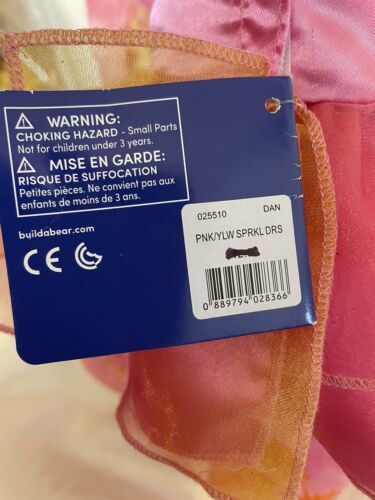 WARNING:
CHOKING HAZARD - Small Parts
Not for children under 3 years.
MISE EN GARDE:
RISQUE DE SUFFOCATION
Petites pièces. Ne convient pas aux
enfants de moins de 3 ans.
buildabear.com
CE
025510 DAN
PNK/YLW SPRKL DRS
0 889794 028366